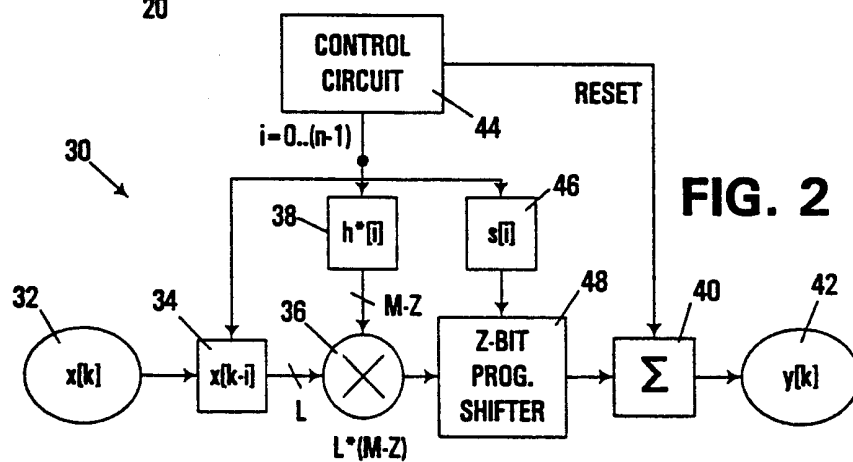 20
CONTROL
CIRCUIT
44
RESET
i=0..(n-1)
30
38
h*[i]
46
s[i]
FIG. 2
32
x[k]
34
x[k-i]
L
M-Z
36
L*(M-Z)
48
Z-BIT
PROG.
SHIFTER
40
Σ
42
y[k]